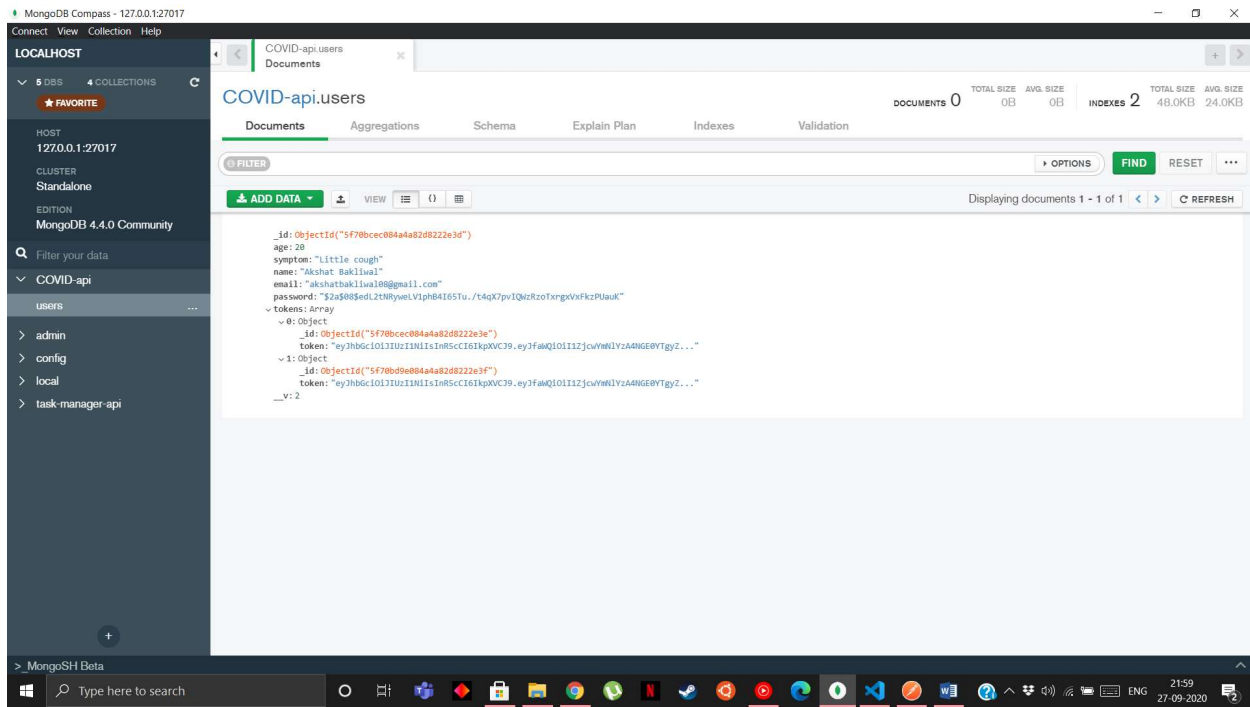 MongoDB Compass - 127.0.0.1:27017
Connect View Collection Help
LOCALHOST
5 DBS 4 COLLECTIONS
★ FAVORITE
HOST
127.0.0.1:27017
CLUSTER
Standalone
EDITION
MongoDB 4.4.0 Community
Filter your data
COVID-api
users ...
admin
config
local
task-manager-api
+
COVID-api.users
Documents
COVID-api.users
DOCUMENTS 0 TOTAL SIZE 0B AVG. SIZE 0B INDEXES 2 TOTAL SIZE 48.0KB AVG. SIZE 24.0KB
Documents Aggregations Schema Explain Plan Indexes Validation
FILTER OPTIONS FIND RESET ...
ADD DATA VIEW {} Displaying documents 1 - 1 of 1 < > REFRESH
_id: ObjectId("5f70bcec084a4a82d8222e3d")
age: 20
symptom: "Little cough"
name: "Akshat Bakliwal"
email: "akshatbakliwal08@gmail.com"
password: "$2a$08$edL2tNRyweLV1phB4I65Tu./t4qX7pvIQWzRzoTxrgxVxFkzPUauK"
tokens: Array
0: Object
_id: ObjectId("5f70bcec084a4a82d8222e3e")
token: "eyJhbGciOiJIUzI1NiIsInR5cCI6IkpXVCJ9.eyJfaWQiOiI1ZjcwYmNlYzA4NGE0YTgyZ..."
1: Object
_id: ObjectId("5f70bd9e084a4a82d8222e3f")
token: "eyJhbGciOiJIUzI1NiIsInR5cCI6IkpXVCJ9.eyJfaWQiOiI1ZjcwYmNlYzA4NGE0YTgyZ..."
__v: 2
>_MongoSH Beta
Type here to search
ENG
21:59
27-09-2020
2